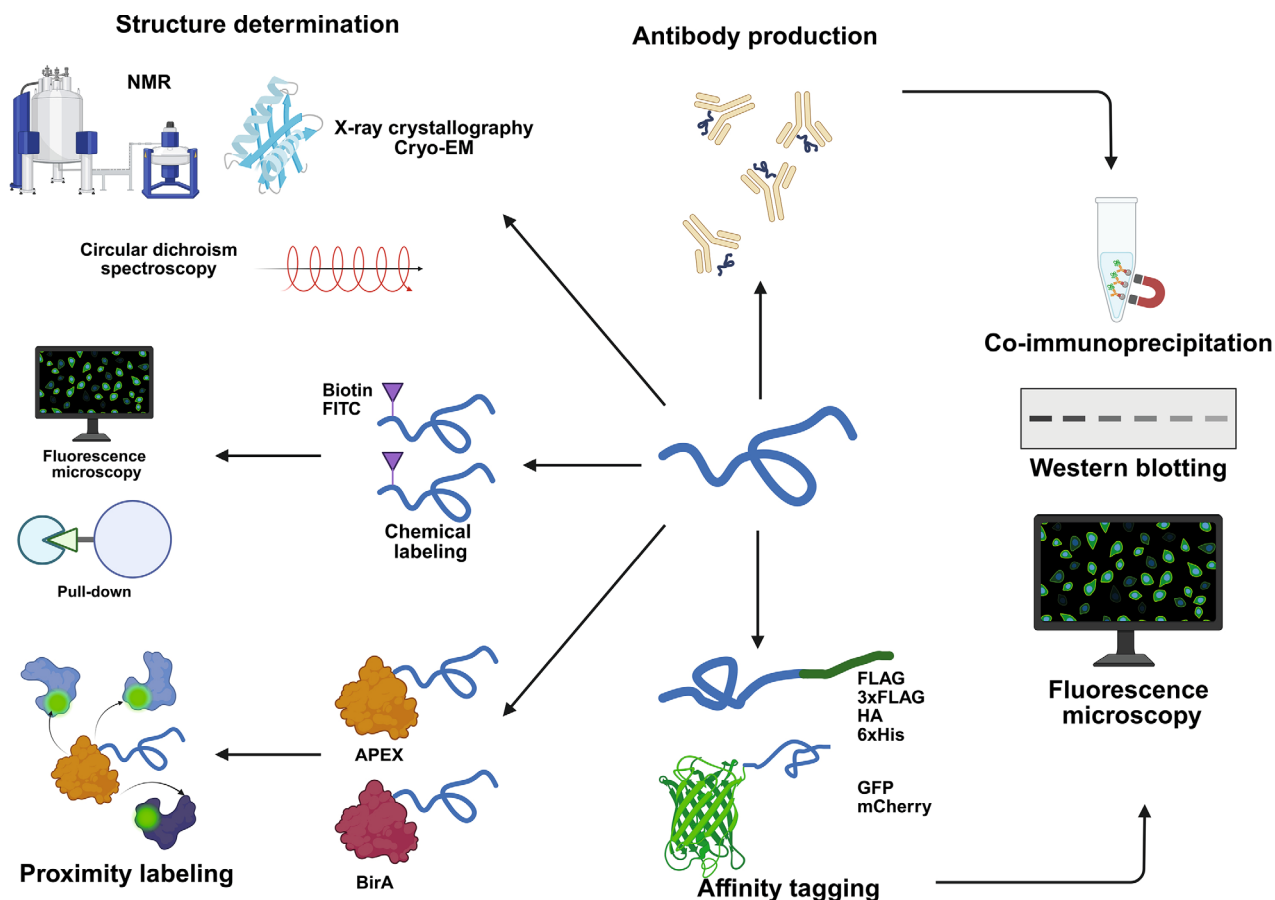 Structure determination
NMR
X-ray crystallography
Cryo-EM
Circular dichroism
spectroscopy
Antibody production
Co-immunoprecipitation
Western blotting
Fluorescence
microscopy
Biotin
FITC
Chemical
labeling
Fluorescence
microscopy
Pull-down
APEX
BirA
Proximity labeling
FLAG
3xFLAG
HA
6xHis
GFP
mCherry
Affinity tagging